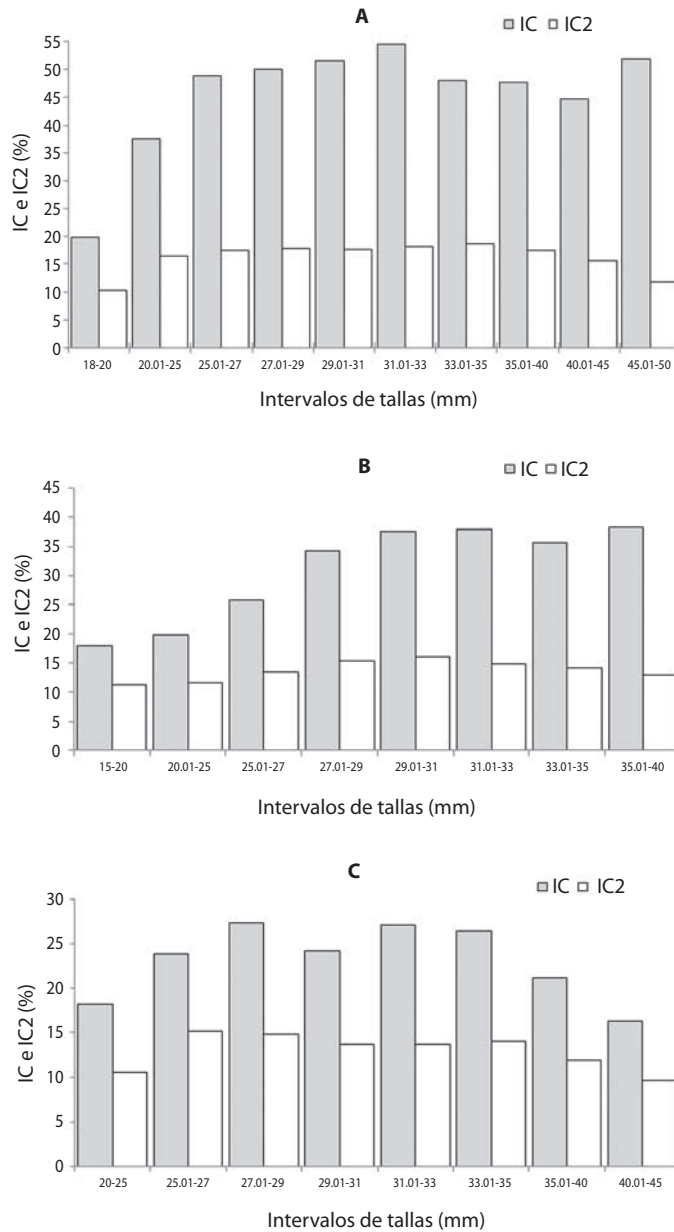 A
IC IC2
IC e IC2 (%)
55
50
45
40
35
30
25
20
15
10
5
0
18-20 20.01-25 25.01-27 27.01-29 29.01-31 31.01-33 33.01-35 35.01-40 40.01-45 45.01-50
Intervalos de tallas (mm)
B
IC IC2
IC e IC2 (%)
45
40
35
30
25
20
15
10
5
0
15-20 20.01-25 25.01-27 27.01-29 29.01-31 31.01-33 33.01-35 35.01-40
Intervalos de tallas (mm)
C
IC IC2
IC e IC2 (%)
30
25
20
15
10
5
0
20-25 25.01-27 27.01-29 29.01-31 31.01-33 33.01-35 35.01-40 40.01-45
Intervalos de tallas (mm)